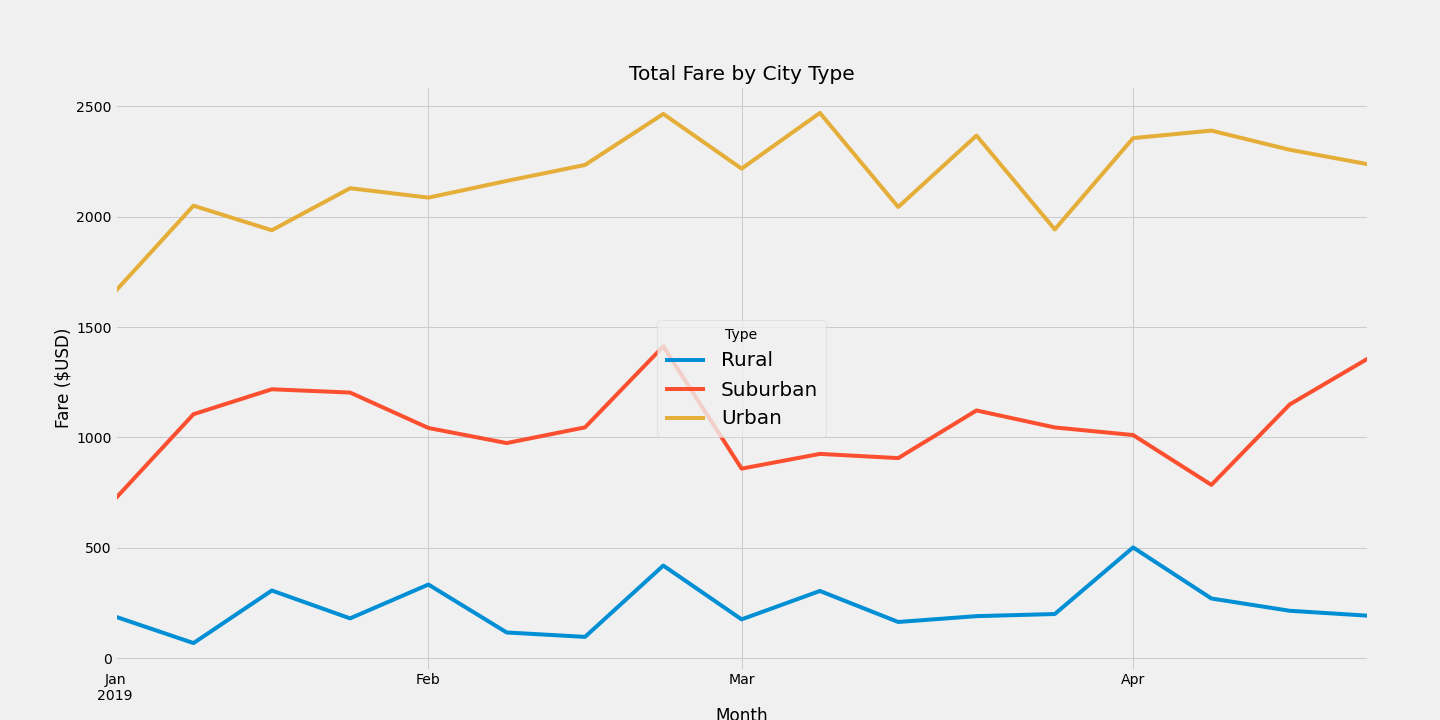 Total Fare by City Type
2500
2000
1500
1000
500
0
Fare ($USD)
Type
Rural
Suburban
Urban
Jan
2019
Feb
Mar
Apr
Month